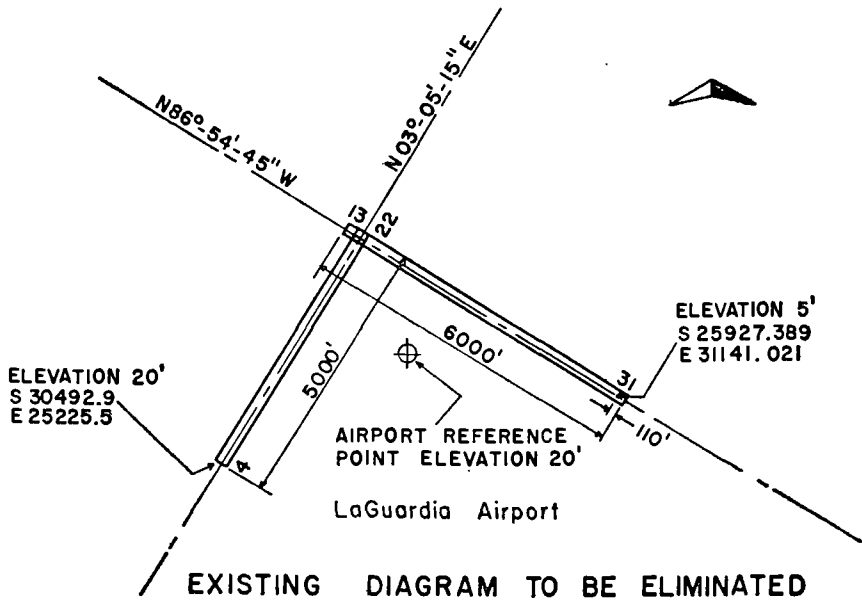 N86°-54'-45" W
N 03°-05'-15" E
13
22
31
4
6000'
5000'
110'
ELEVATION 5'
S 25927.389
E 31141.021
ELEVATION 20'
S 30492.9
E 25225.5
AIRPORT REFERENCE
POINT ELEVATION 20'
LaGuardia Airport
EXISTING DIAGRAM TO BE ELIMINATED